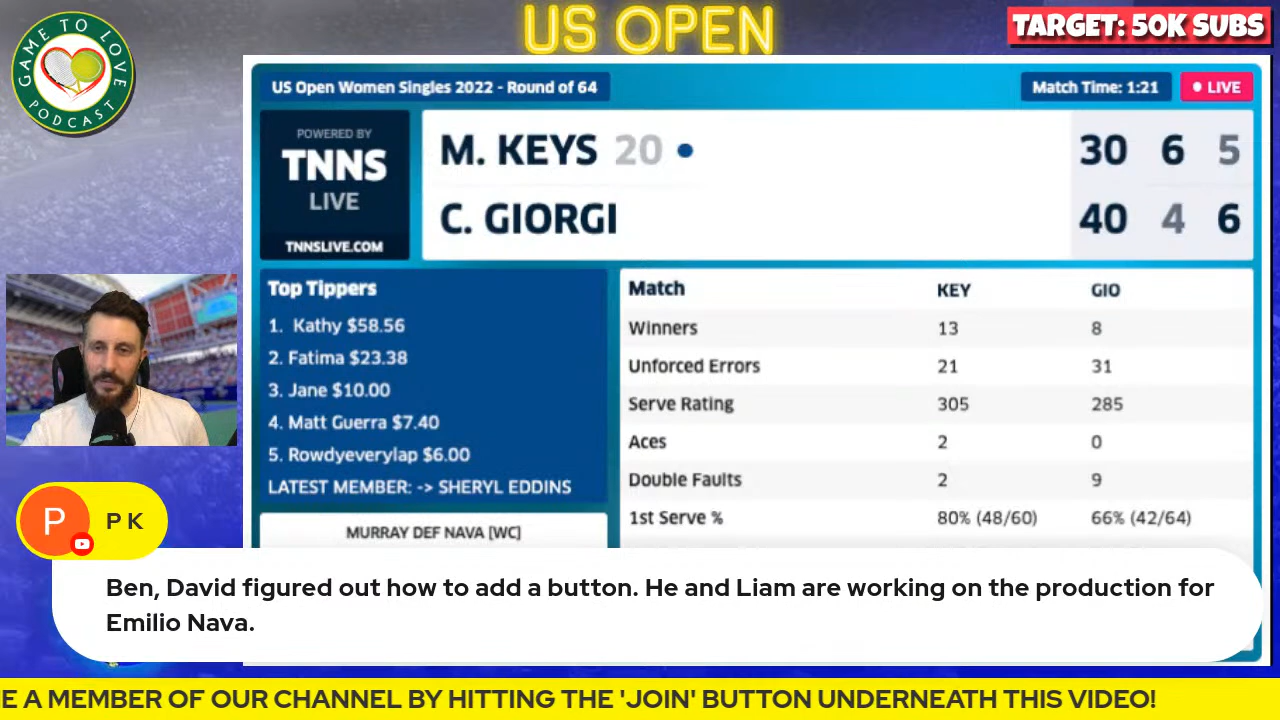 GAME TO LOVE
PODCAST
US OPEN
TARGET: 50K SUBS
US Open Women Singles 2022 - Round of 64
Match Time: 1:21
LIVE
POWERED BY
TNNS
LIVE
TNNSLIVE.COM
M. KEYS 20 30 6 5
C. GIORGI 40 4 6
Top Tippers
1. Kathy $58.56
2. Fatima $23.38
3. Jane $10.00
4. Matt Guerra $7.40
5. Rowdyeverylap $6.00
LATEST MEMBER: -> SHERYL EDDINS
MURRAY DEF NAVA [WC]
Match KEY GIO
Winners 13 8
Unforced Errors 21 31
Serve Rating 305 285
Aces 2 0
Double Faults 2 9
1st Serve % 80% (48/60) 66% (42/64)
P
P K
Ben, David figured out how to add a button. He and Liam are working on the production for
Emilio Nava.
E A MEMBER OF OUR CHANNEL BY HITTING THE 'JOIN' BUTTON UNDERNEATH THIS VIDEO!